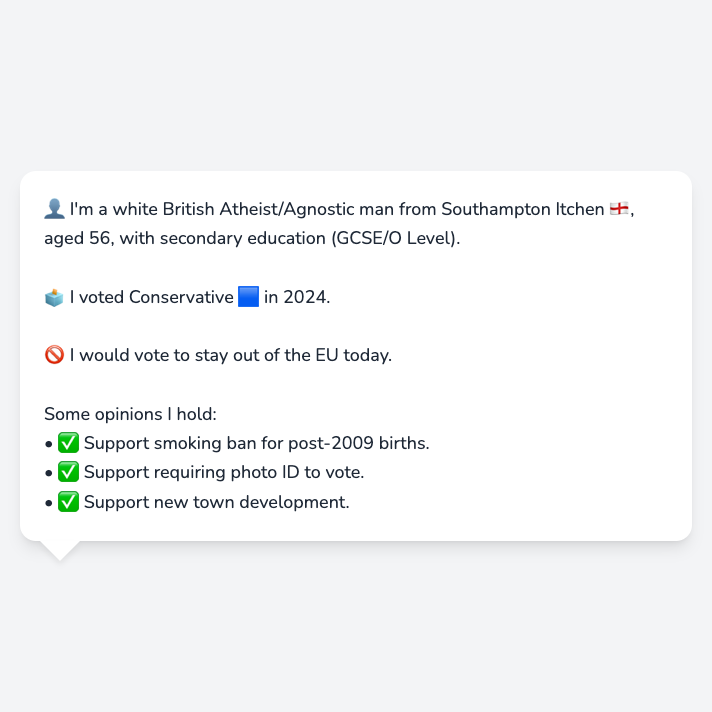 👤 I'm a white British Atheist/Agnostic man from Southampton Itchen 🏴󠁧󠁢󠁥󠁮󠁧󠁿,
aged 56, with secondary education (GCSE/O Level).
🗳️ I voted Conservative 🟦 in 2024.
🚫 I would vote to stay out of the EU today.
Some opinions I hold:
• ✅ Support smoking ban for post-2009 births.
• ✅ Support requiring photo ID to vote.
• ✅ Support new town development.